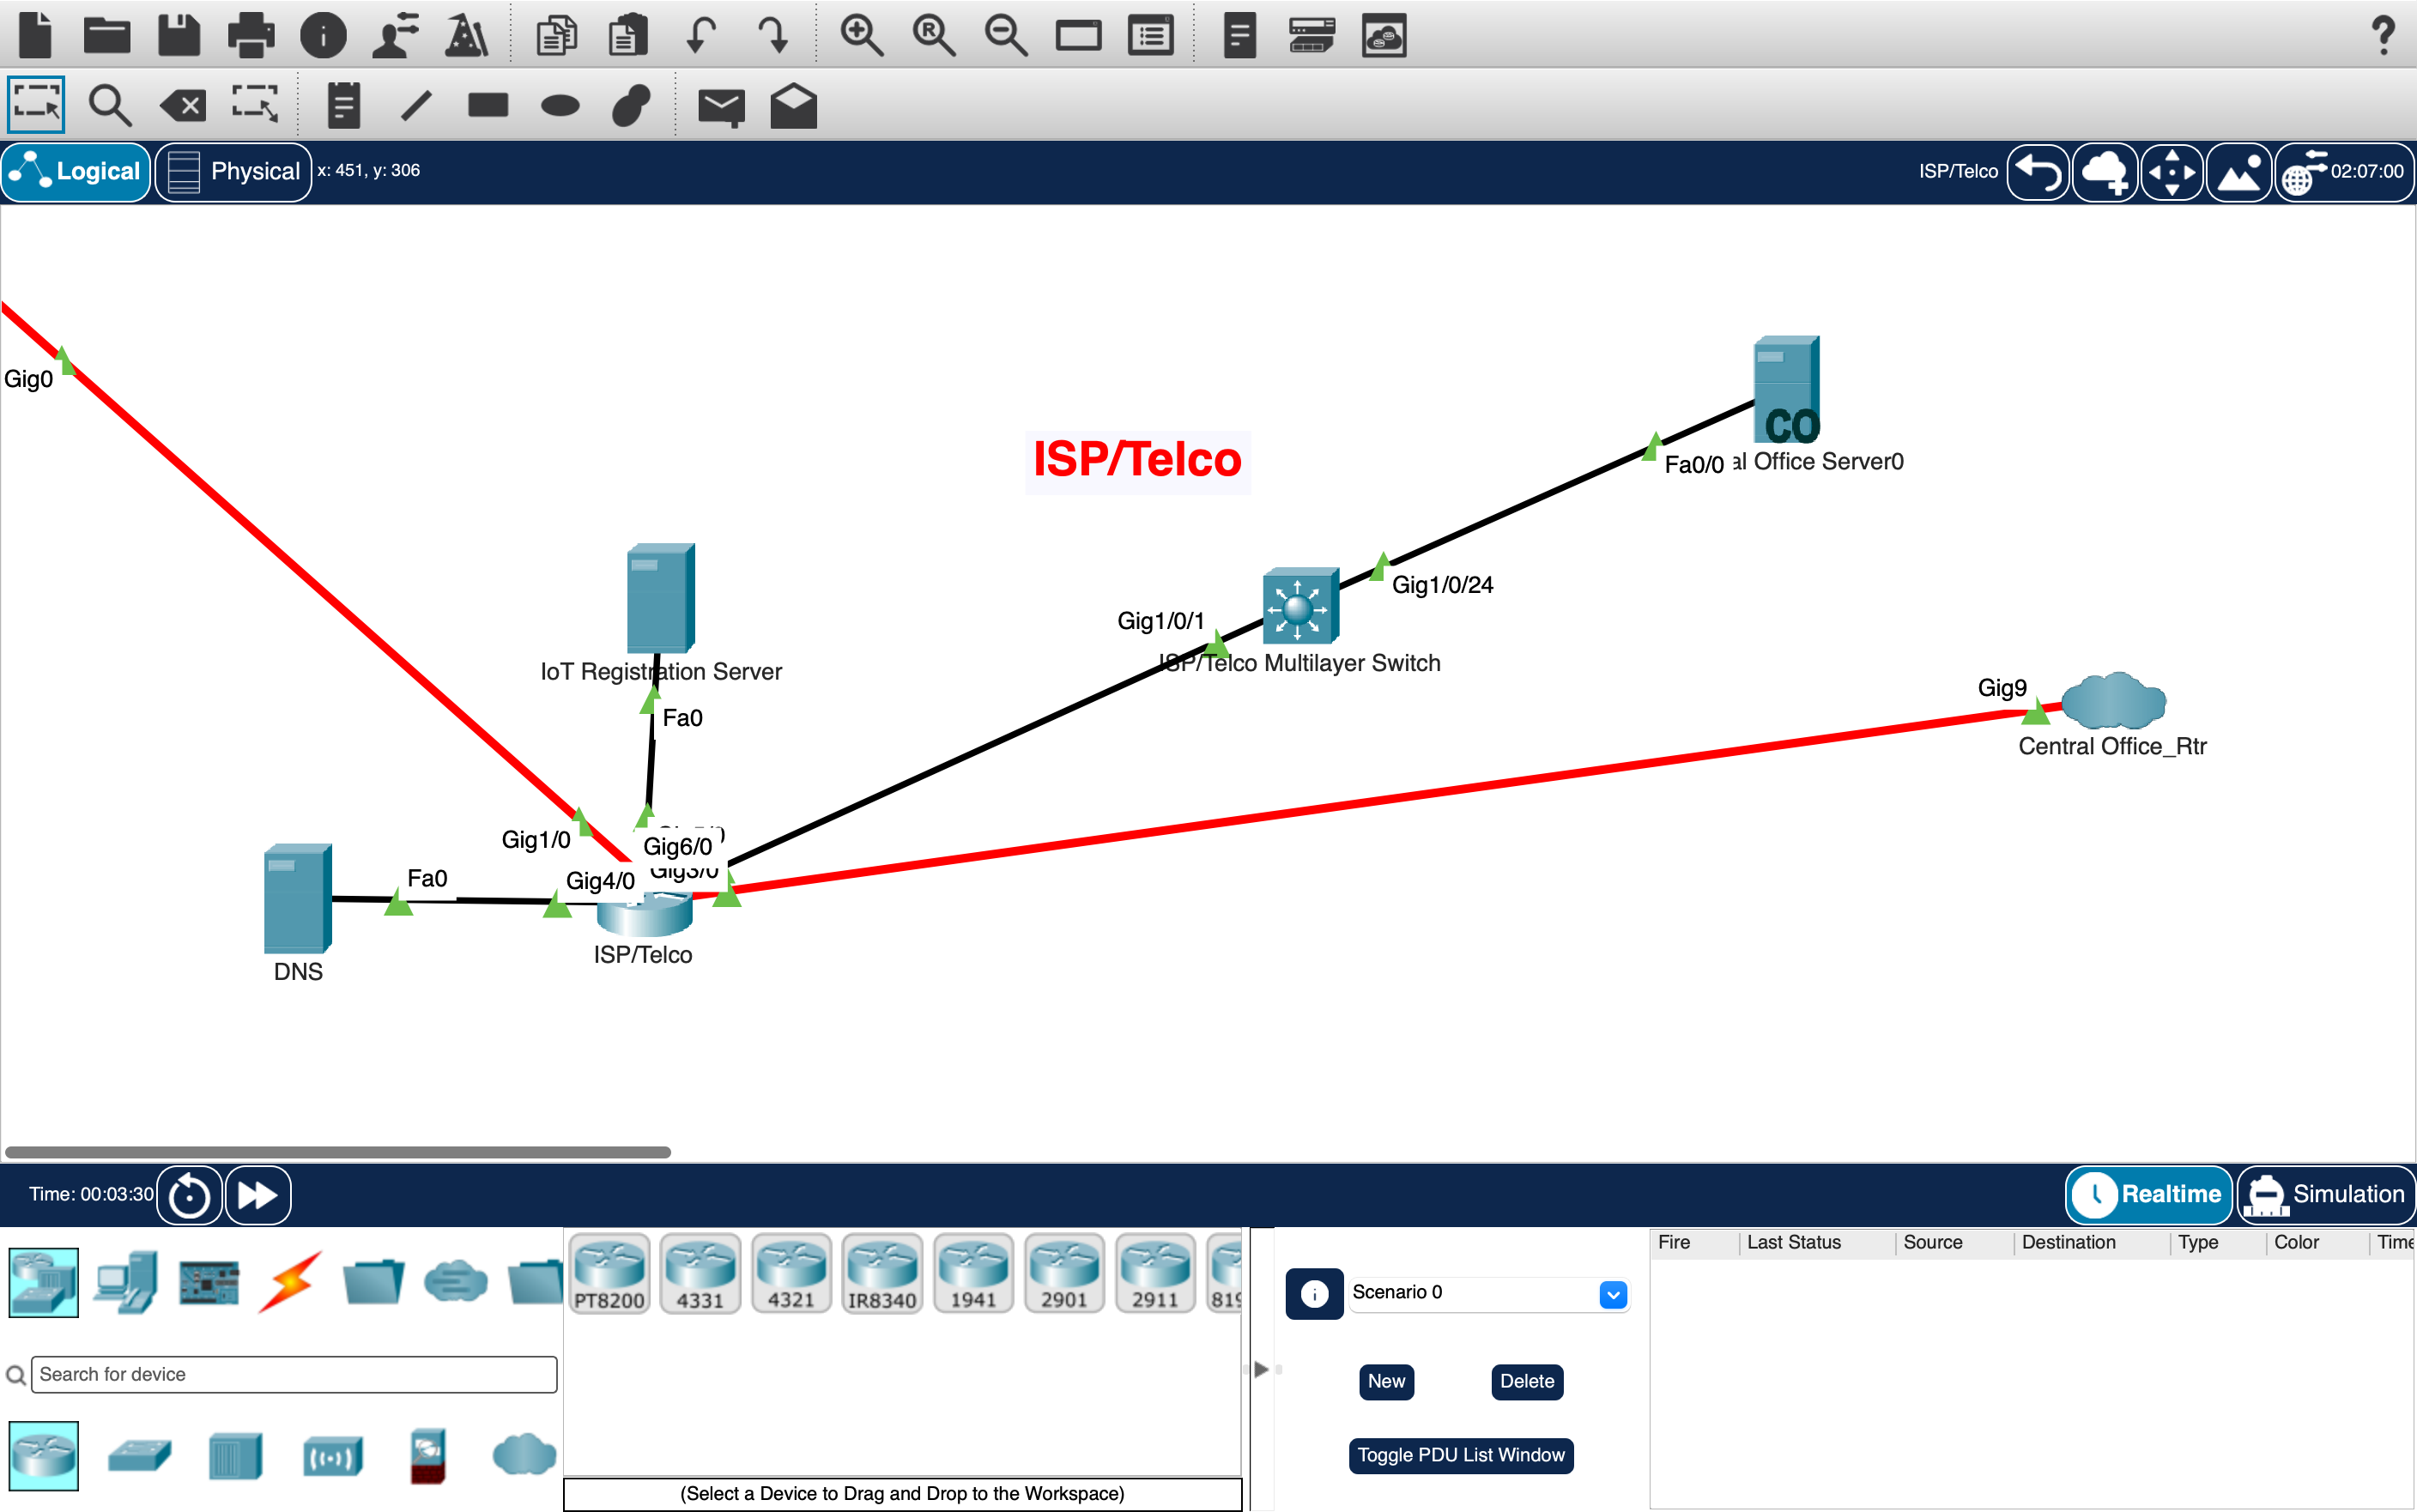 Logical
Physical
x: 451, y: 306
ISP/Telco
02:07:00
Gig0
ISP/Telco
CO
Fa0/0
al Office Server0
Gig1/0/24
Gig1/0/1
ISP/Telco Multilayer Switch
IoT Registration Server
Fa0
Gig9
Central Office_Rtr
Gig1/0
Gig6/0
Gig3/0
Fa0
Gig4/0
ISP/Telco
DNS
Time: 00:03:30
Realtime
Simulation
PT8200
4331
4321
IR8340
1941
2901
2911
819
Search for device
(Select a Device to Drag and Drop to the Workspace)
Scenario 0
New
Delete
Toggle PDU List Window
Fire Last Status Source Destination Type Color Time